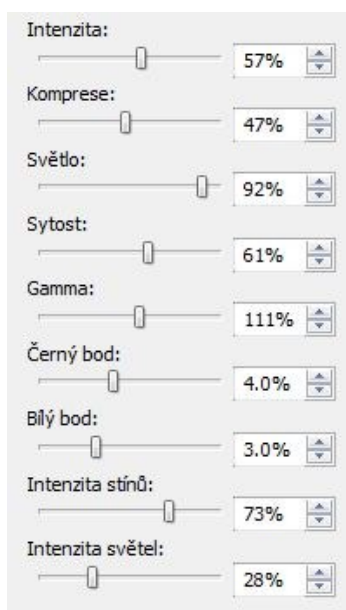 Intenzita:
57%
Komprese:
47%
Světlo:
92%
Sytost:
61%
Gamma:
111%
Černý bod:
4.0%
Bílý bod:
3.0%
Intenzita stínů:
73%
Intenzita světel:
28%